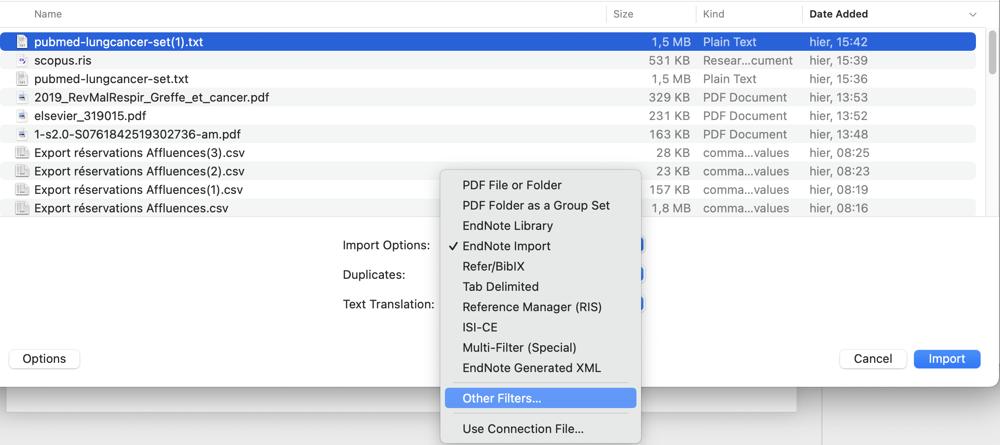 Name Size Kind Date Added
pubmed-lungcancer-set(1).txt 1,5 MB Plain Text hier, 15:42
scopus.ris 531 KB Resear...cument hier, 15:39
pubmed-lungcancer-set.txt 1,5 MB Plain Text hier, 15:36
2019_RevMalRespir_Greffe_et_cancer.pdf 329 KB PDF Document hier, 13:53
elsevier_319015.pdf 231 KB PDF Document hier, 13:52
1-s2.0-S0761842519302736-am.pdf 163 KB PDF Document hier, 13:48
Export réservations Affluences(3).csv 28 KB comma...values hier, 08:25
Export réservations Affluences(2).csv 23 KB comma...values hier, 08:23
Export réservations Affluences(1).csv 157 KB comma...values hier, 08:19
Export réservations Affluences.csv 1,8 MB comma...values hier, 08:16
PDF File or Folder
PDF Folder as a Group Set
EndNote Library
Import Options: ✓ EndNote Import
Refer/BibIX
Duplicates:
Tab Delimited
Text Translation:
Reference Manager (RIS)
ISI-CE
Multi-Filter (Special)
EndNote Generated XML
Options Cancel Import
Other Filters...
Use Connection File...